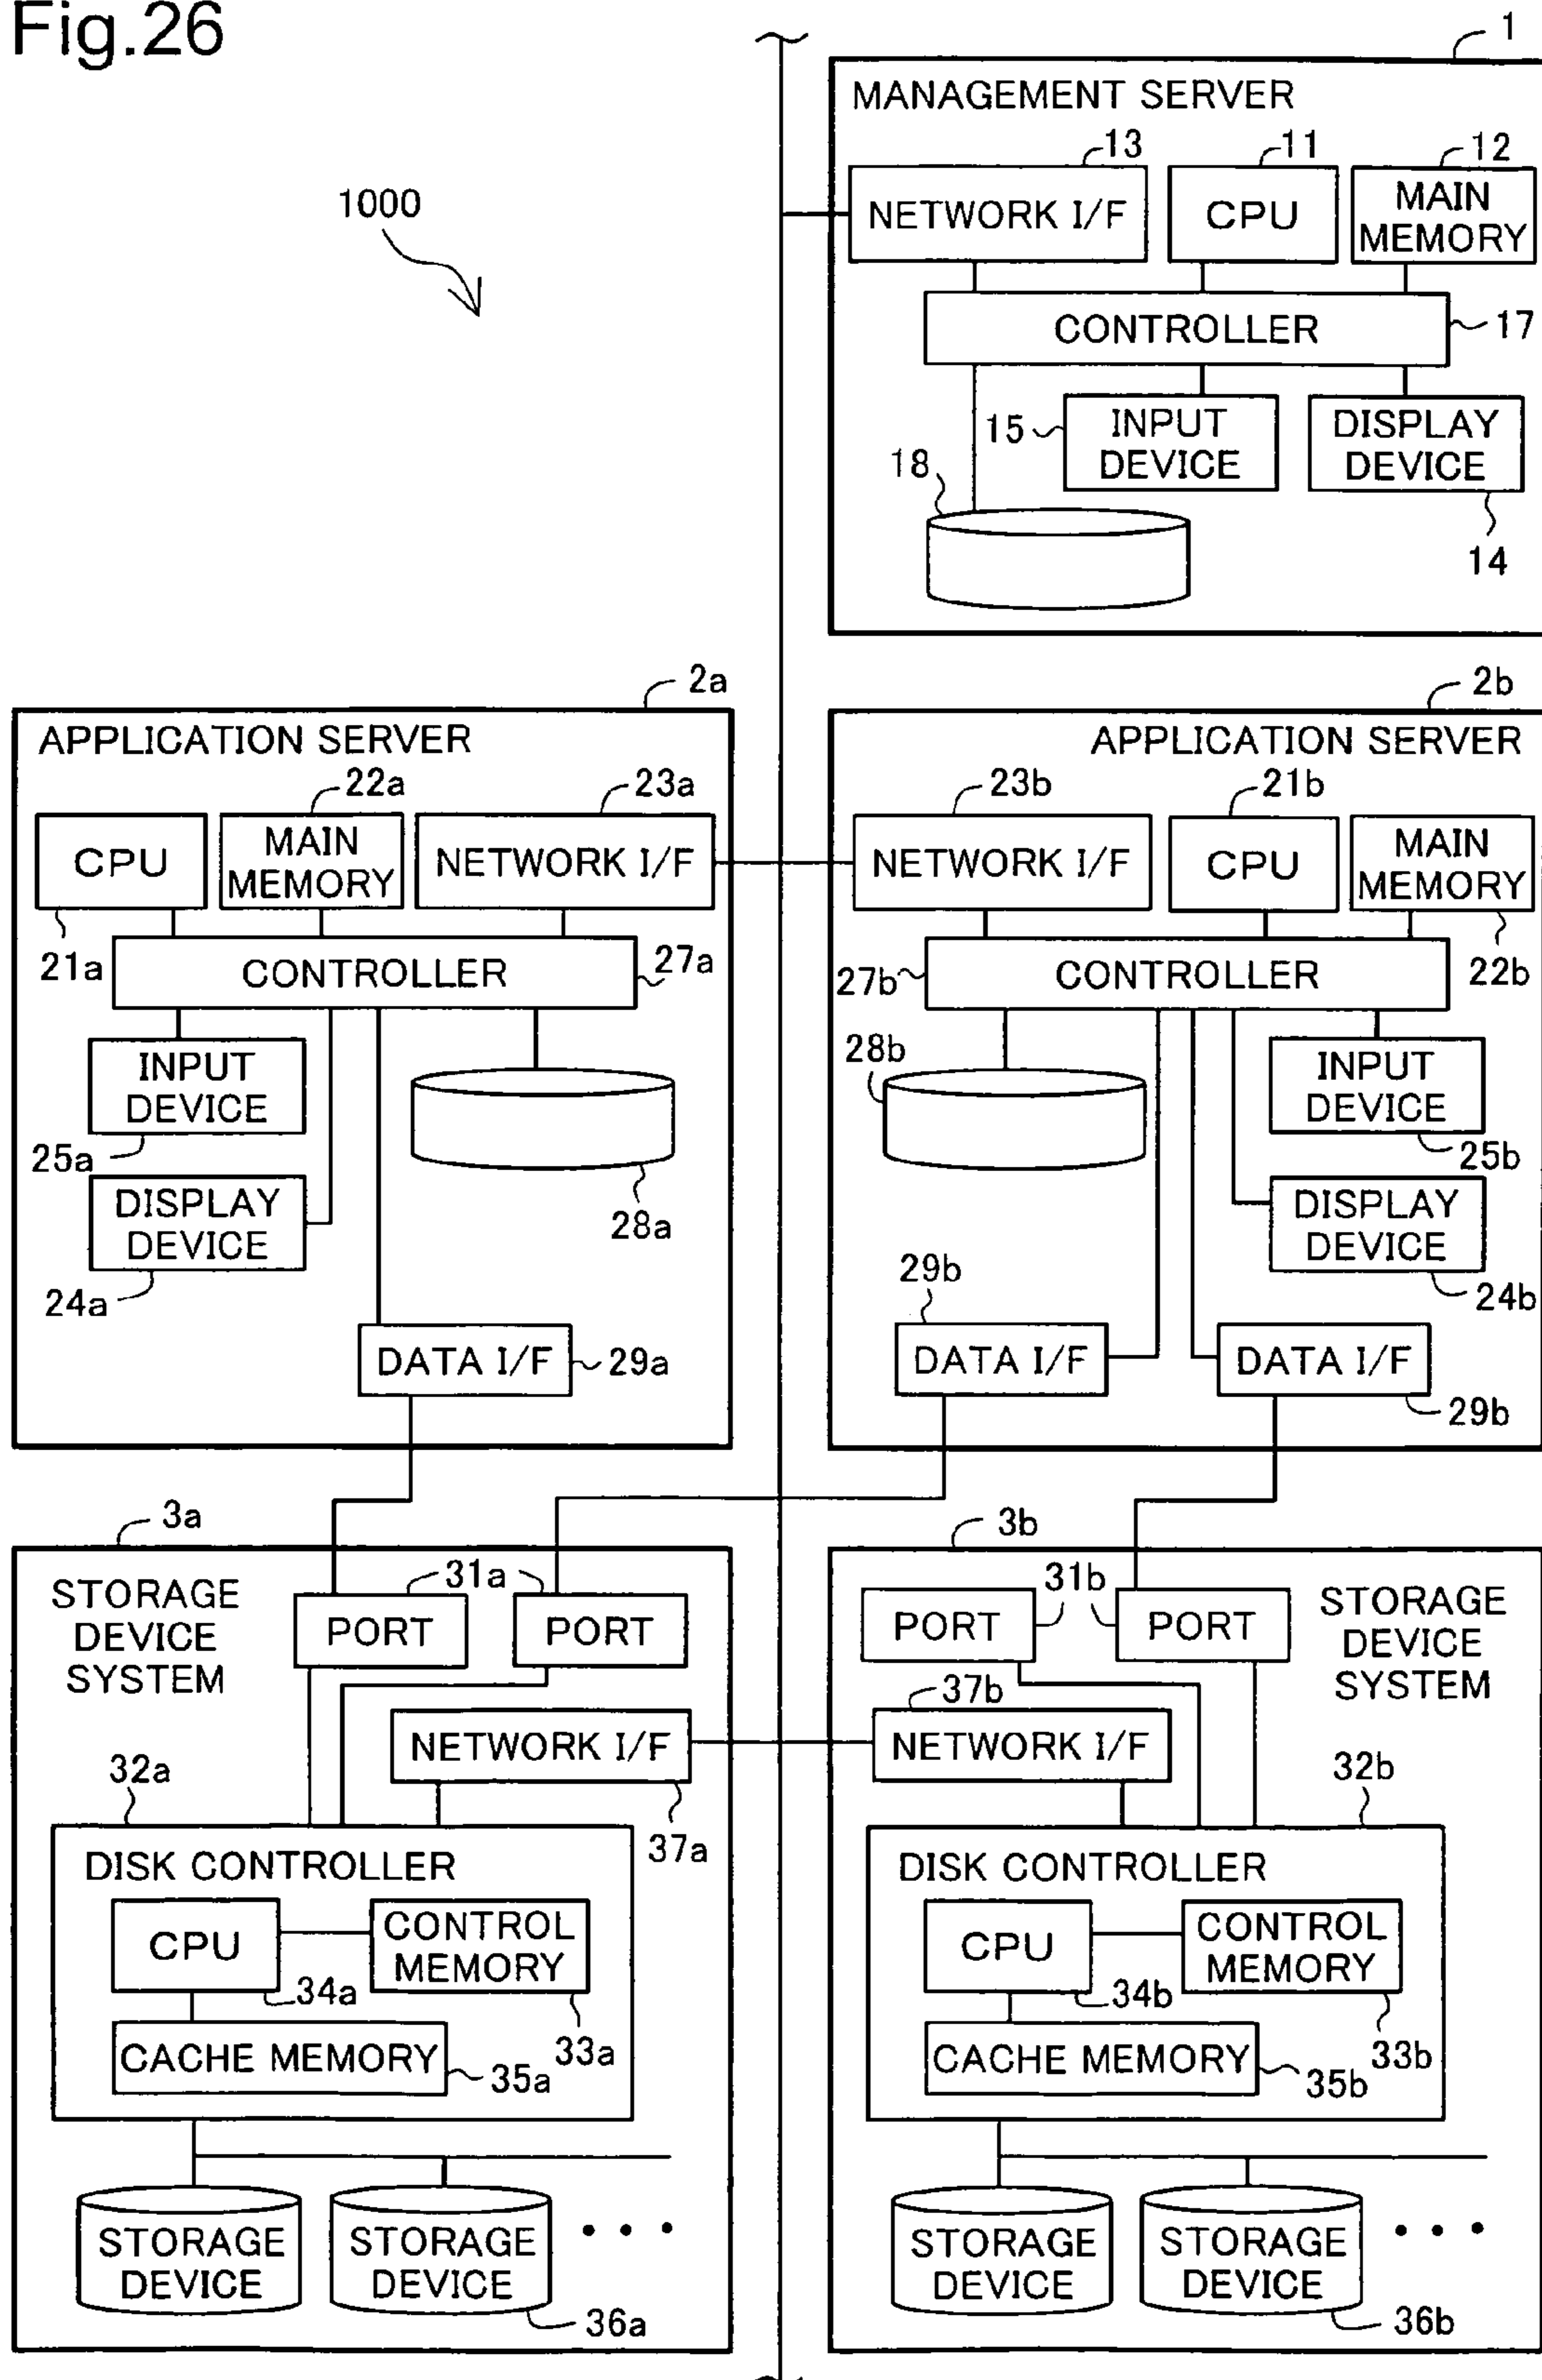 Fig.26
1000
1
MANAGEMENT SERVER
13
11
12
NETWORK I/F
CPU
MAIN
MEMORY
CONTROLLER
17
15
INPUT
DEVICE
DISPLAY
DEVICE
18
14
2a
APPLICATION SERVER
22a
23a
CPU
MAIN
MEMORY
NETWORK I/F
21a
CONTROLLER
27a
INPUT
DEVICE
25a
DISPLAY
DEVICE
28a
24a
DATA I/F
29a
2b
APPLICATION SERVER
23b
21b
NETWORK I/F
CPU
MAIN
MEMORY
27b
CONTROLLER
22b
28b
INPUT
DEVICE
25b
DISPLAY
DEVICE
29b
24b
DATA I/F
DATA I/F
29b
3a
STORAGE
DEVICE
SYSTEM
31a
PORT
PORT
NETWORK I/F
32a
37a
DISK CONTROLLER
CPU
CONTROL
MEMORY
34a
CACHE MEMORY
33a
35a
STORAGE
DEVICE
STORAGE
DEVICE
• • •
36a
3b
31b
PORT
PORT
STORAGE
DEVICE
SYSTEM
37b
NETWORK I/F
32b
DISK CONTROLLER
CPU
CONTROL
MEMORY
34b
CACHE MEMORY
33b
35b
STORAGE
DEVICE
STORAGE
DEVICE
• • •
36b